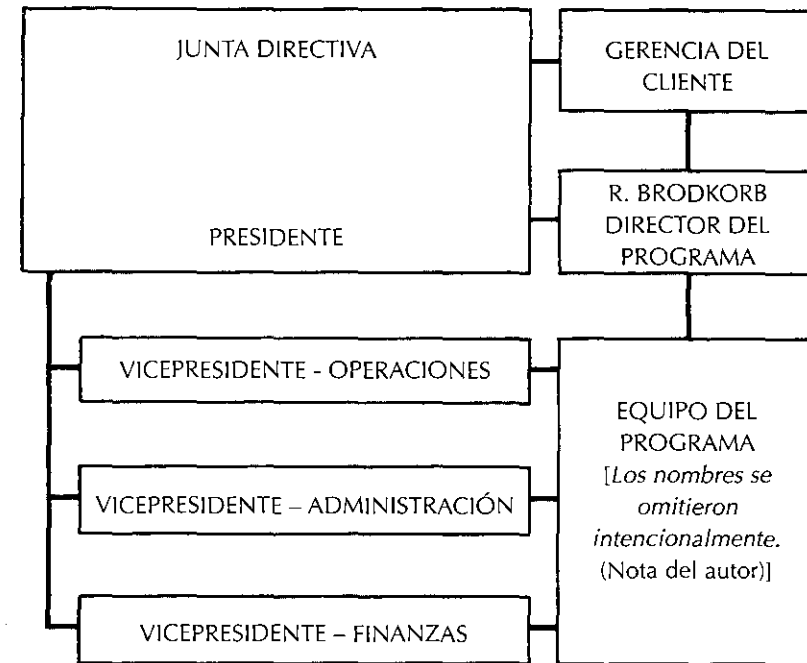 JUNTA DIRECTIVA
PRESIDENTE
GERENCIA DEL
CLIENTE
R. BRODKORB
DIRECTOR DEL
PROGRAMA
VICEPRESIDENTE - OPERACIONES
VICEPRESIDENTE – ADMINISTRACIÓN
VICEPRESIDENTE – FINANZAS
EQUIPO DEL
PROGRAMA
[Los nombres se
omitieron
intencionalmente.
(Nota del autor)]